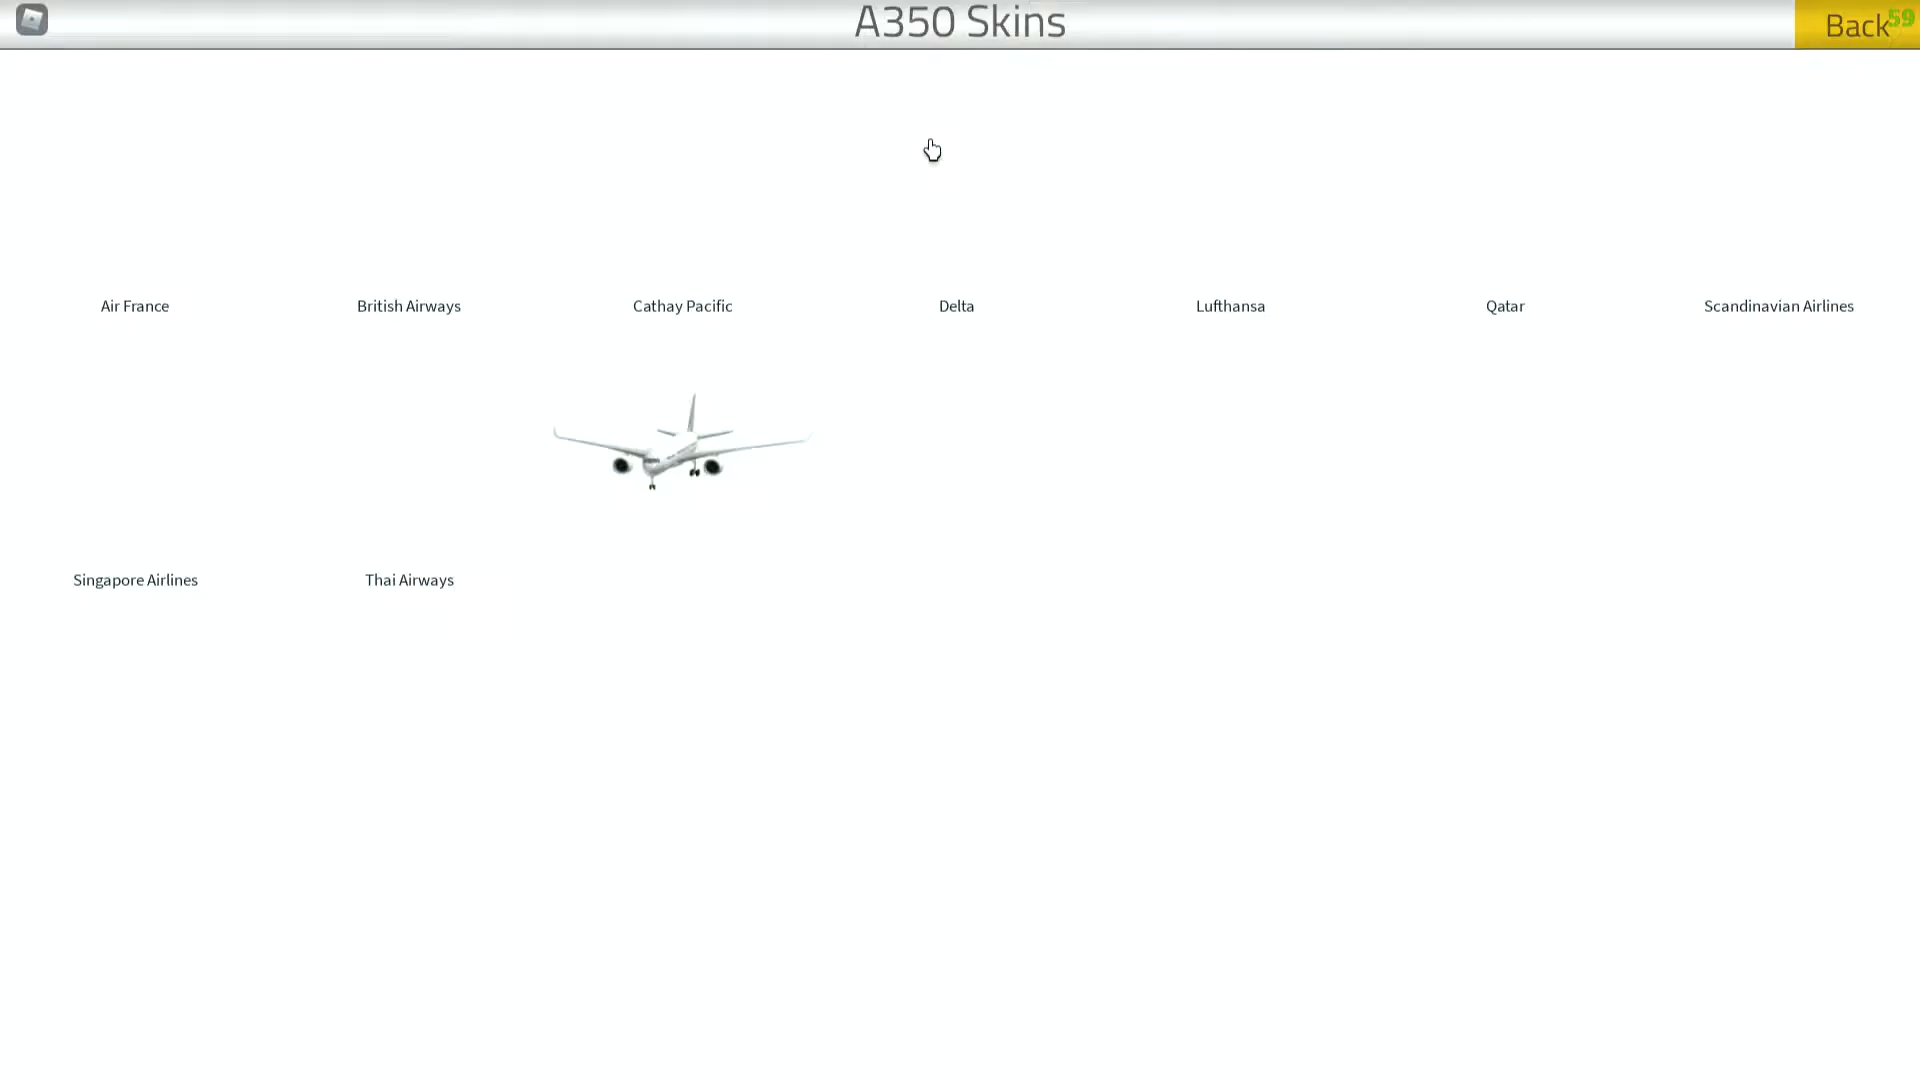 A350 Skins
Back
59
Air France
British Airways
Cathay Pacific
Delta
Lufthansa
Qatar
Scandinavian Airlines
Singapore Airlines
Thai Airways